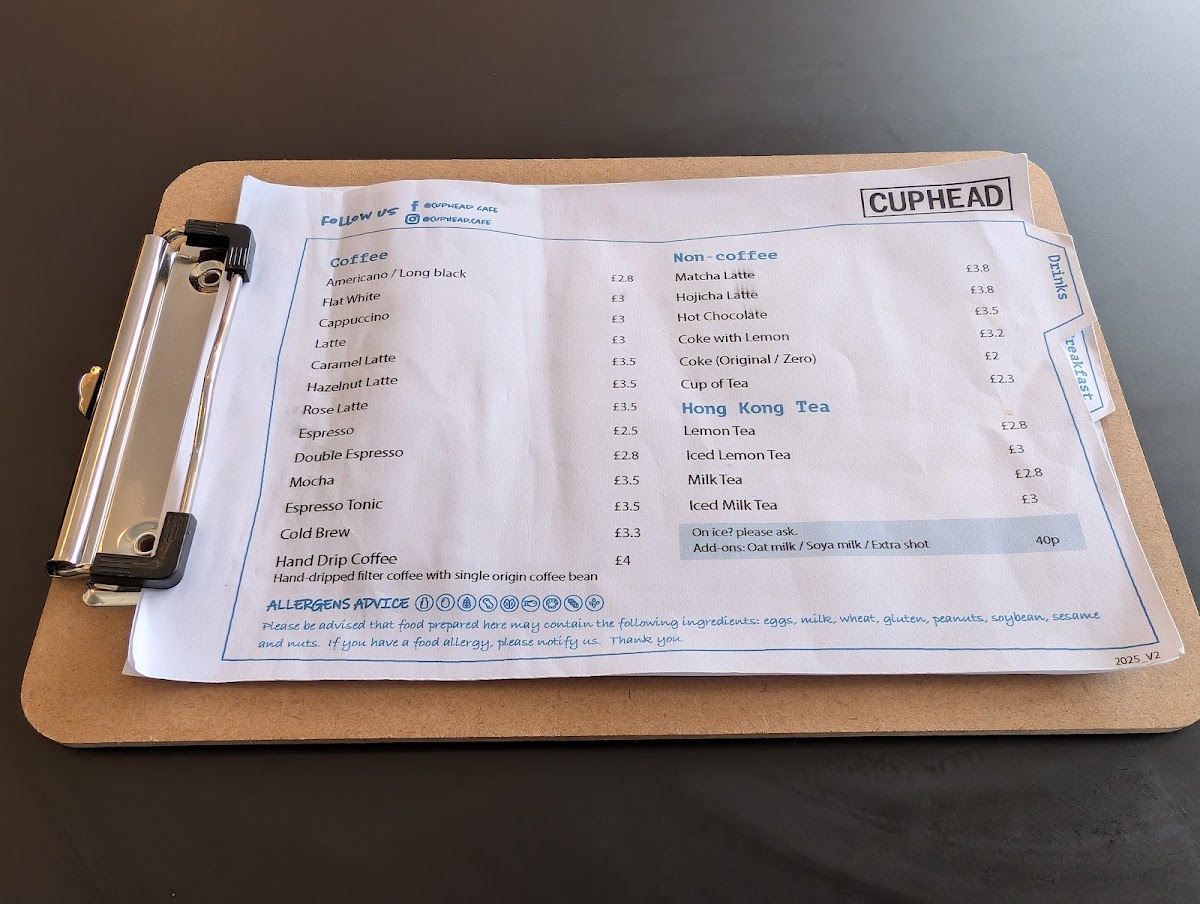 FOLLOW US @CUPHEAD CAFE
@CUPHEAD.CAFE
CUPHEAD
Coffee
Americano / Long black £2.8
Flat White £3
Cappuccino £3
Latte £3
Caramel Latte £3.5
Hazelnut Latte £3.5
Rose Latte £3.5
Espresso £2.5
Double Espresso £2.8
Mocha £3.5
Espresso Tonic £3.5
Cold Brew £3.3
Hand Drip Coffee £4
Hand-dripped filter coffee with single origin coffee bean
Non-coffee
Matcha Latte £3.8
Hojicha Latte £3.8
Hot Chocolate £3.5
Coke with Lemon £3.2
Coke (Original / Zero) £2
Cup of Tea £2.3
Hong Kong Tea
Lemon Tea £2.8
Iced Lemon Tea £3
Milk Tea £2.8
Iced Milk Tea £3
On ice? please ask.
Add-ons: Oat milk / Soya milk / Extra shot 40p
ALLERGENS ADVICE
Please be advised that food prepared here may contain the following ingredients: eggs, milk, wheat, gluten, peanuts, soybean, sesame
and nuts. If you have a food allergy, please notify us. Thank you.
2025_V2
Drinks
reakfast